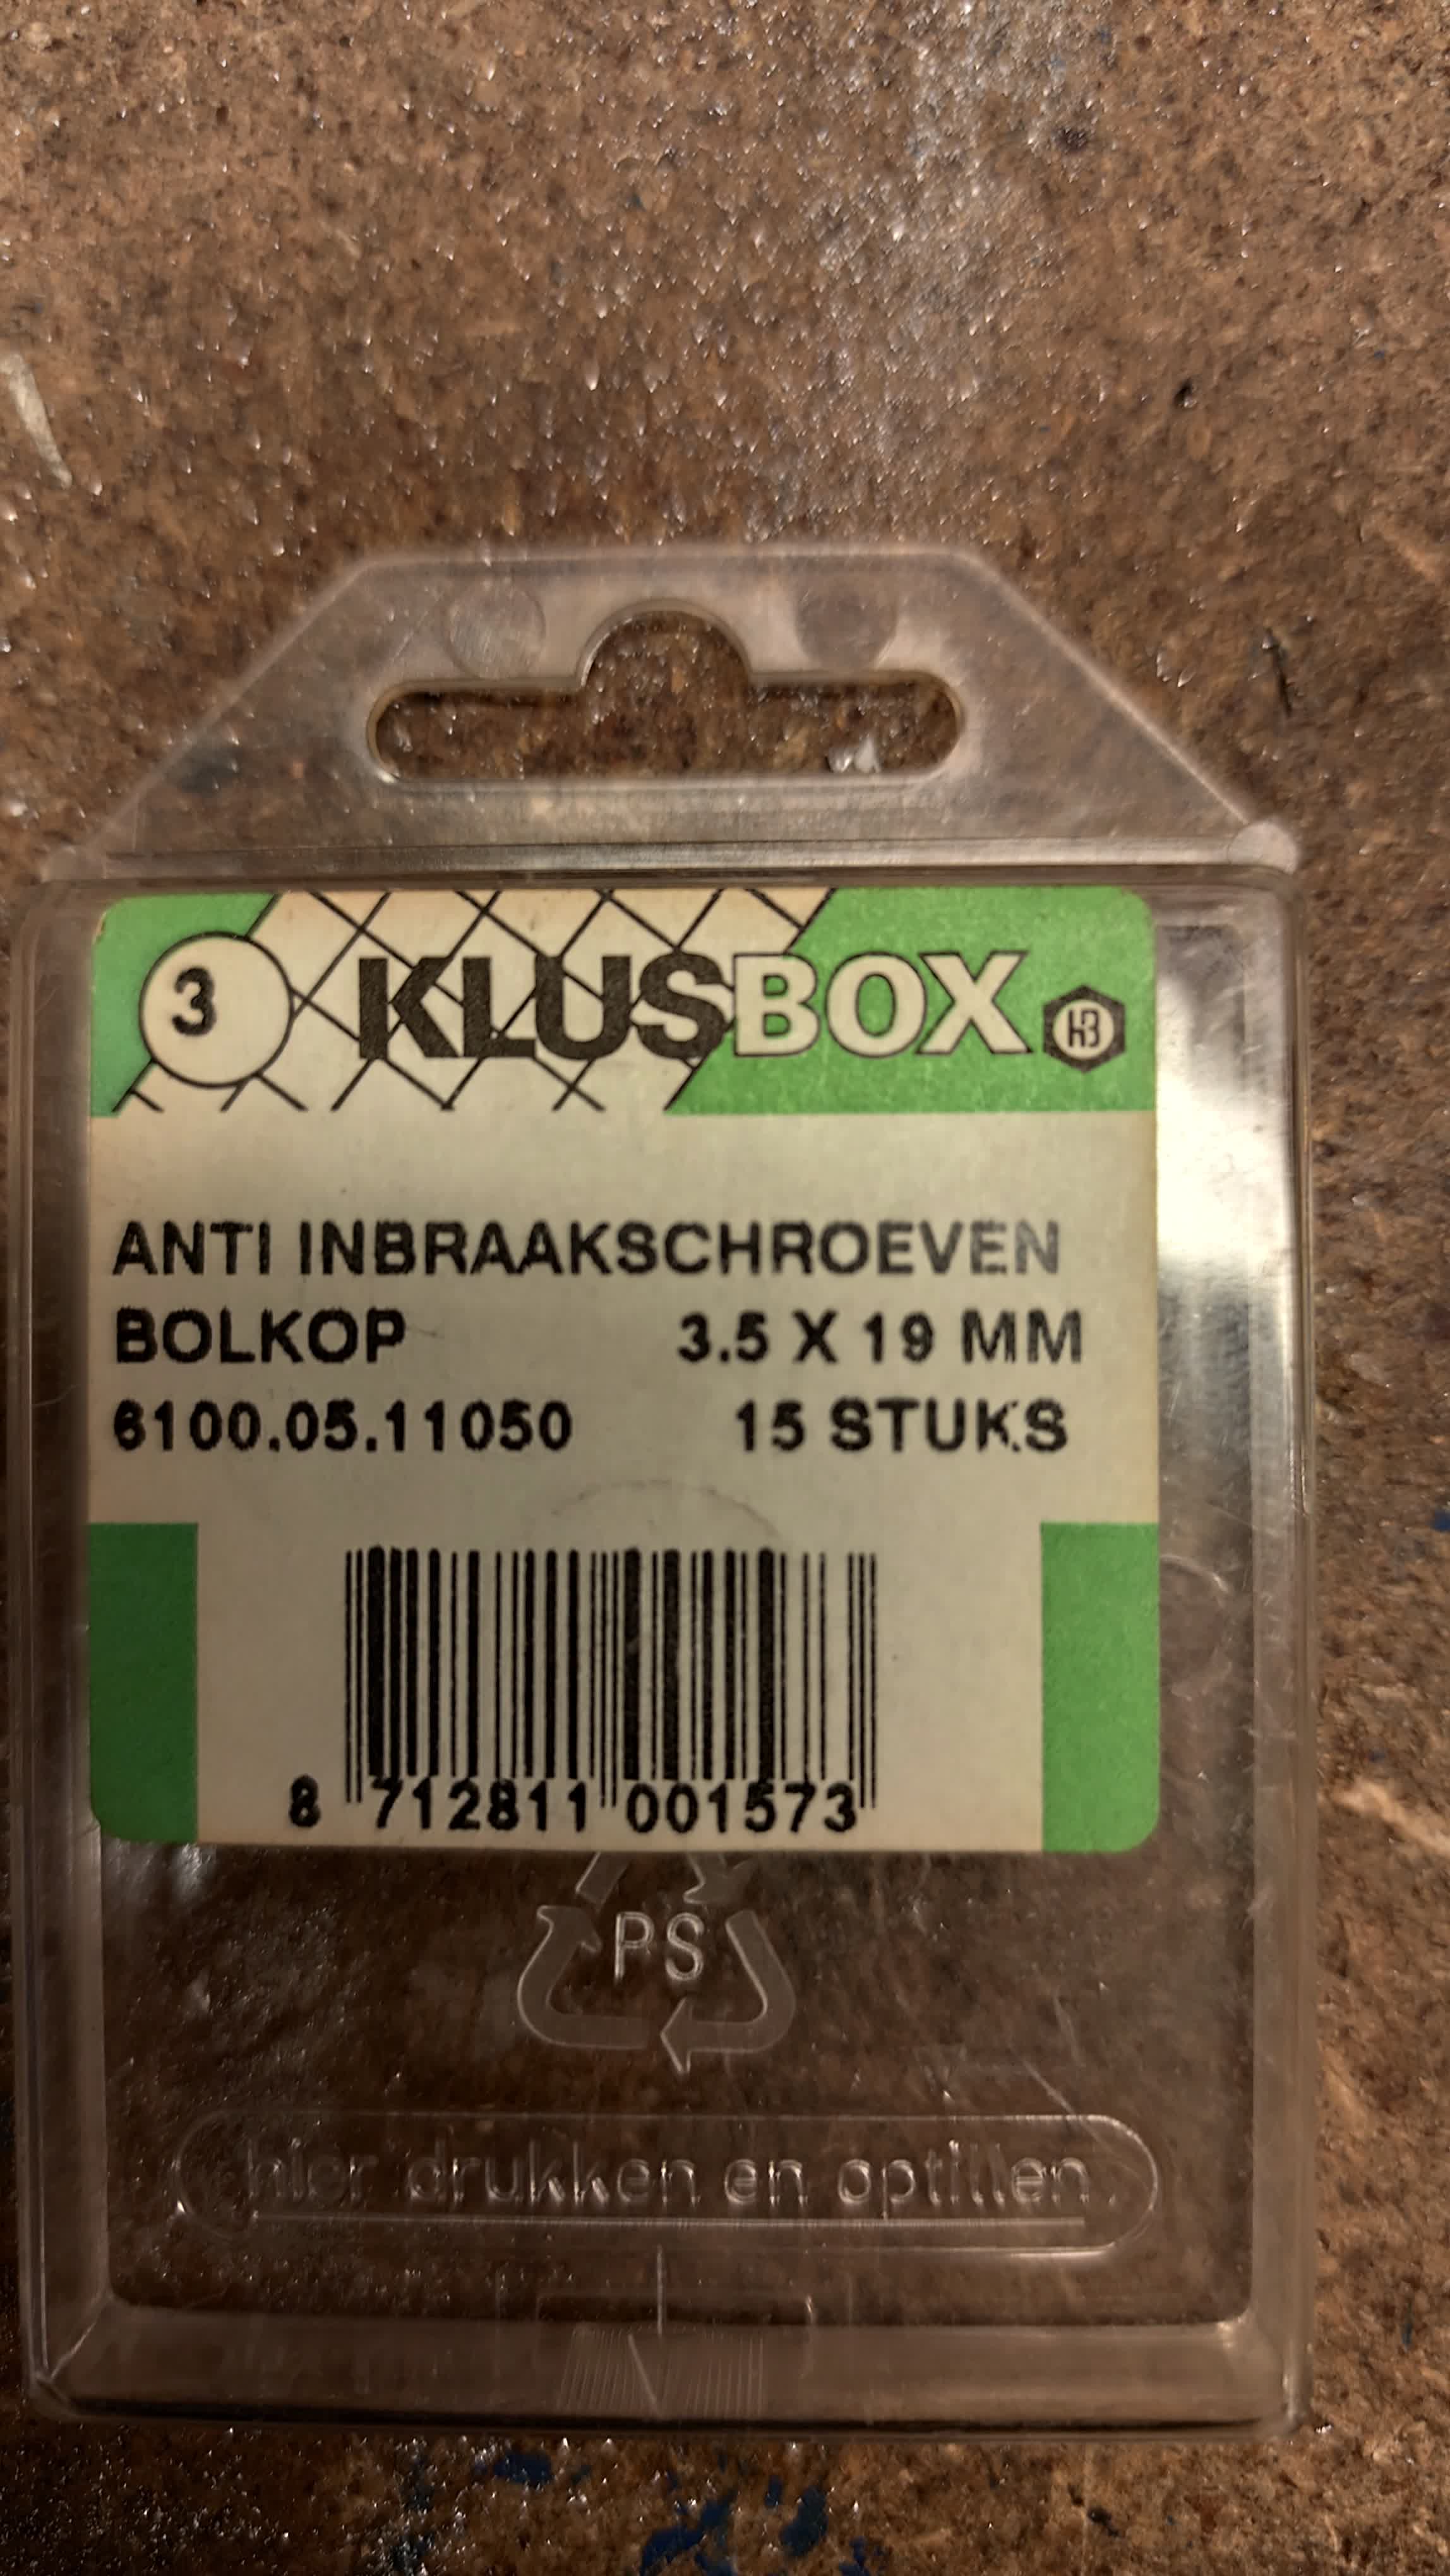 3 KLUSBOX HB
ANTI INBRAAKSCHROEVEN
BOLKOP 3.5 X 19 MM
6100.05.11050 15 STUKS
8 712811 001573
PS
hier drukken en optillen